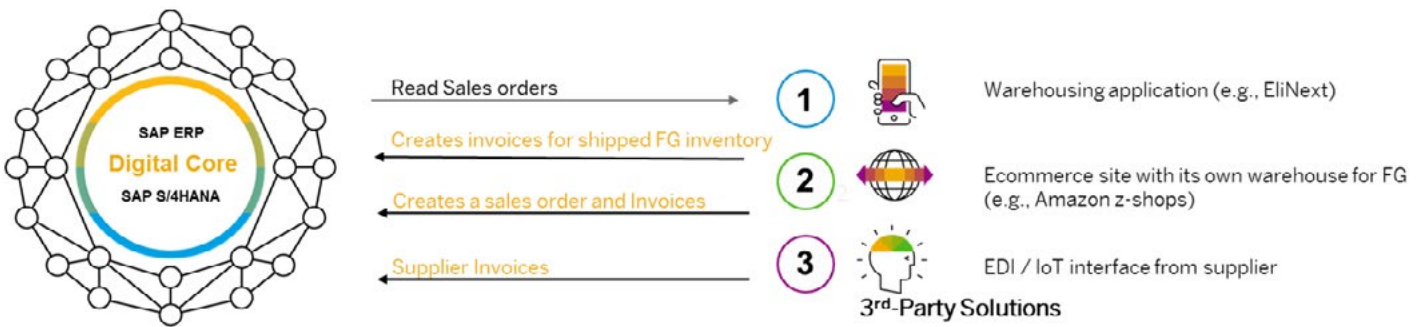 SAP ERP
Digital Core
SAP S/4HANA
Read Sales orders
Creates invoices for shipped FG inventory
Creates a sales order and Invoices
Supplier Invoices
1
Warehousing application (e.g., EliNext)
2
2
Ecommerce site with its own warehouse for FG
(e.g., Amazon z-shops)
3
EDI / IoT interface from supplier
3rd-Party Solutions